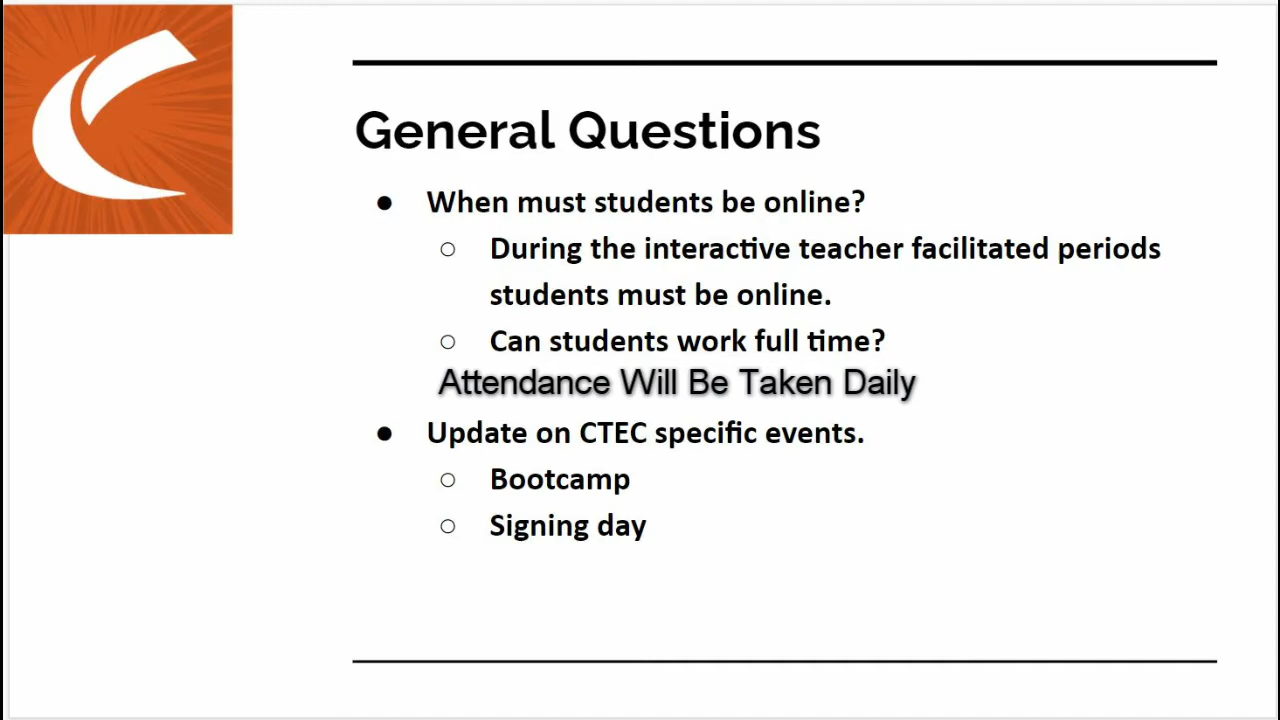 General Questions
● When must students be online?
○ During the interactive teacher facilitated periods
students must be online.
○ Can students work full time?
Attendance Will Be Taken Daily
● Update on CTEC specific events.
○ Bootcamp
○ Signing day